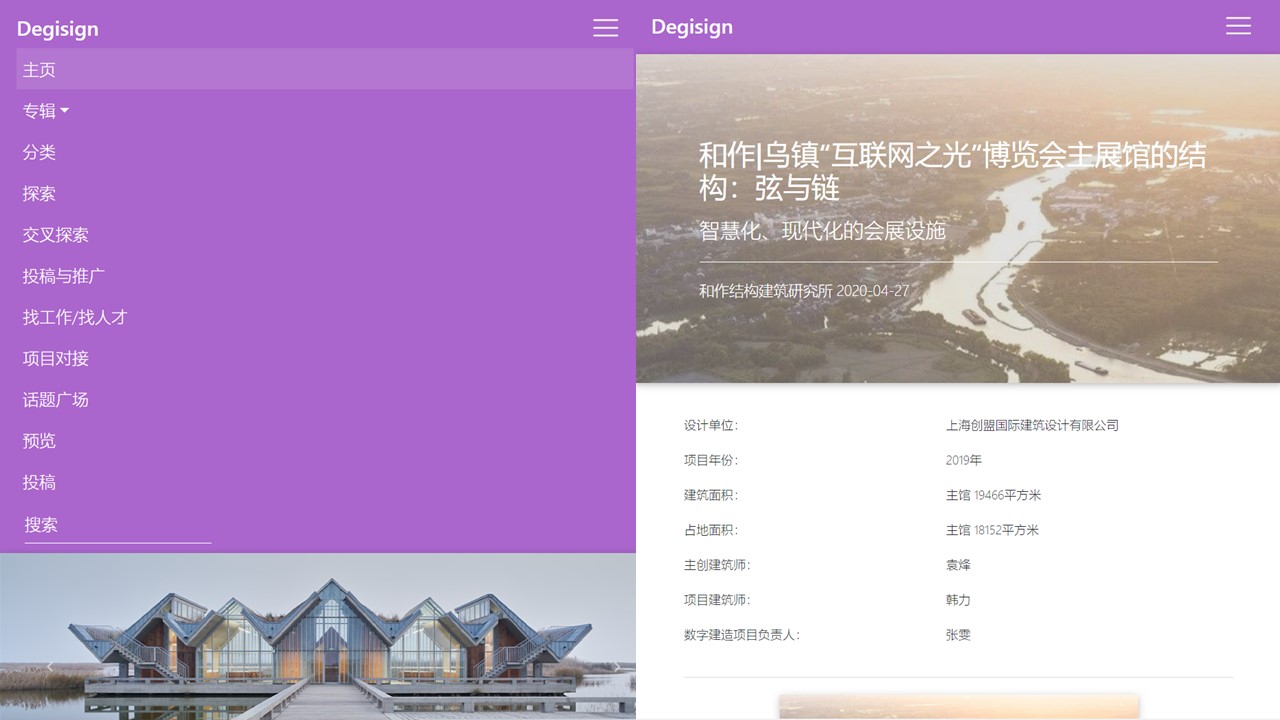 Degisign
主页
专辑
分类
探索
交叉探索
投稿与推广
找工作/找人才
项目对接
话题广场
预览
投稿
搜索
Degisign
和作|乌镇“互联网之光”博览会主展馆的结
构：弦与链
智慧化、现代化的会展设施
和作结构建筑研究所 2020-04-27
设计单位： 上海创盟国际建筑设计有限公司
项目年份： 2019年
建筑面积： 主馆 19466平方米
占地面积： 主馆 18152平方米
主创建筑师： 袁烽
项目建筑师： 韩力
数字建造项目负责人： 张雯